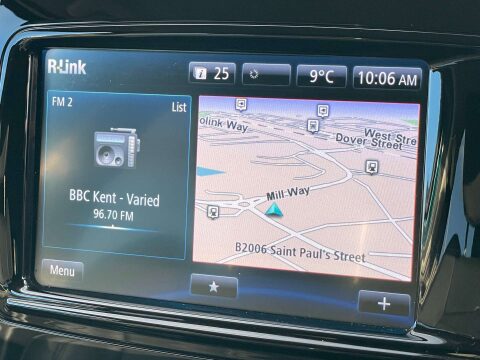 R-Link
25
9°C
10:06 AM
FM 2
List
BBC Kent - Varied
96.70 FM
Menu
olink Way
West Stre
Dover Street
Mill Way
B2006 Saint Paul's Street